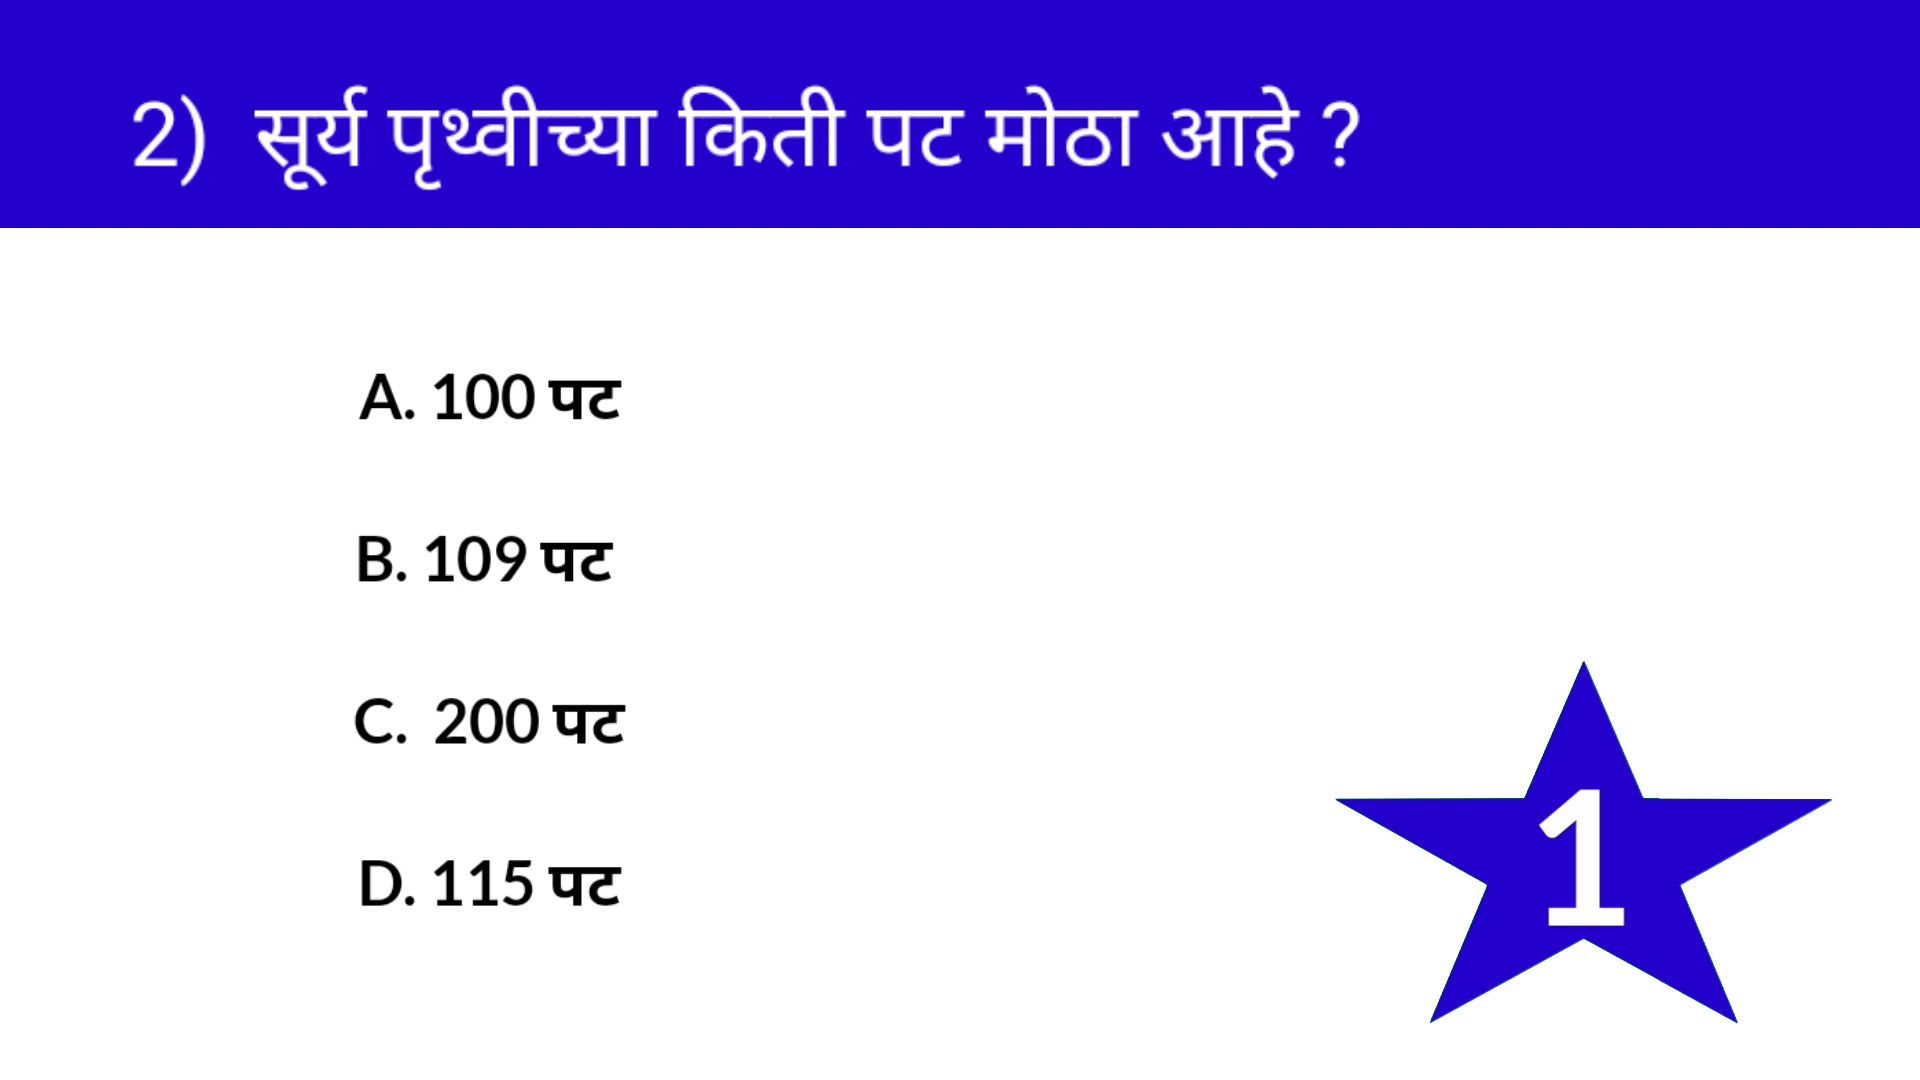 2) सूर्य पृथ्वीच्या किती पट मोठा आहे ?
A. 100 पट
B. 109 पट
C. 200 पट
D. 115 पट
1